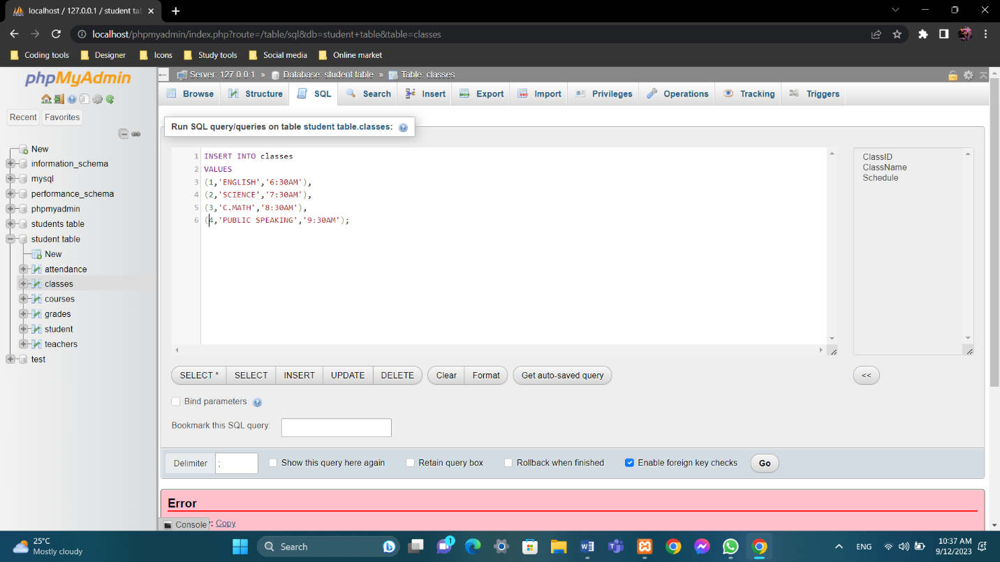 localhost / 127.0.0.1 / student tal
localhost/phpmyadmin/index.php?route=/table/sql&db=student+table&table=classes
Coding tools Designer Icons Study tools Social media Online market
phpMyAdmin
Recent Favorites
New
information_schema
mysql
performance_schema
phpmyadmin
students table
student table
New
attendance
classes
courses
grades
student
teachers
test
Server: 127.0.0.1 » Database: student table » Table: classes
Browse Structure SQL Search Insert Export Import Privileges Operations Tracking Triggers
Run SQL query/queries on table student table.classes:
1 INSERT INTO classes
2 VALUES
3 (1,'ENGLISH','6:30AM'),
4 (2,'SCIENCE','7:30AM'),
5 (3,'C.MATH','8:30AM'),
6 (4,'PUBLIC SPEAKING','9:30AM');
ClassID
ClassName
Schedule
SELECT * SELECT INSERT UPDATE DELETE Clear Format Get auto-saved query <<
Bind parameters
Bookmark this SQL query:
Delimiter ; Show this query here again Retain query box Rollback when finished Enable foreign key checks Go
Error
Console : Copy
25°C
Mostly cloudy
Search
1
ENG
10:37 AM
9/12/2023